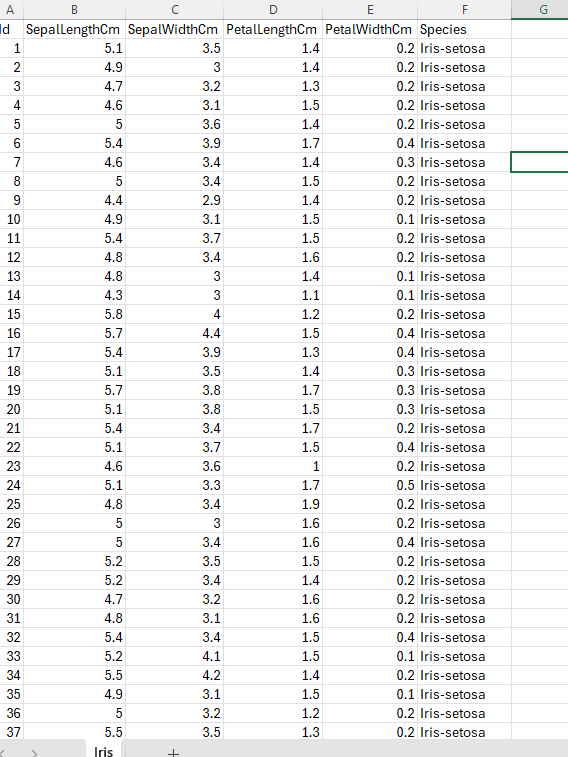 A B C D E F G
Id SepalLengthCm SepalWidthCm PetalLengthCm PetalWidthCm Species
1 5.1 3.5 1.4 0.2 Iris-setosa
2 4.9 3 1.4 0.2 Iris-setosa
3 4.7 3.2 1.3 0.2 Iris-setosa
4 4.6 3.1 1.5 0.2 Iris-setosa
5 5 3.6 1.4 0.2 Iris-setosa
6 5.4 3.9 1.7 0.4 Iris-setosa
7 4.6 3.4 1.4 0.3 Iris-setosa
8 5 3.4 1.5 0.2 Iris-setosa
9 4.4 2.9 1.4 0.2 Iris-setosa
10 4.9 3.1 1.5 0.1 Iris-setosa
11 5.4 3.7 1.5 0.2 Iris-setosa
12 4.8 3.4 1.6 0.2 Iris-setosa
13 4.8 3 1.4 0.1 Iris-setosa
14 4.3 3 1.1 0.1 Iris-setosa
15 5.8 4 1.2 0.2 Iris-setosa
16 5.7 4.4 1.5 0.4 Iris-setosa
17 5.4 3.9 1.3 0.4 Iris-setosa
18 5.1 3.5 1.4 0.3 Iris-setosa
19 5.7 3.8 1.7 0.3 Iris-setosa
20 5.1 3.8 1.5 0.3 Iris-setosa
21 5.4 3.4 1.7 0.2 Iris-setosa
22 5.1 3.7 1.5 0.4 Iris-setosa
23 4.6 3.6 1 0.2 Iris-setosa
24 5.1 3.3 1.7 0.5 Iris-setosa
25 4.8 3.4 1.9 0.2 Iris-setosa
26 5 3 1.6 0.2 Iris-setosa
27 5 3.4 1.6 0.4 Iris-setosa
28 5.2 3.5 1.5 0.2 Iris-setosa
29 5.2 3.4 1.4 0.2 Iris-setosa
30 4.7 3.2 1.6 0.2 Iris-setosa
31 4.8 3.1 1.6 0.2 Iris-setosa
32 5.4 3.4 1.5 0.4 Iris-setosa
33 5.2 4.1 1.5 0.1 Iris-setosa
34 5.5 4.2 1.4 0.2 Iris-setosa
35 4.9 3.1 1.5 0.1 Iris-setosa
36 5 3.2 1.2 0.2 Iris-setosa
37 5.5 3.5 1.3 0.2 Iris-setosa
Iris